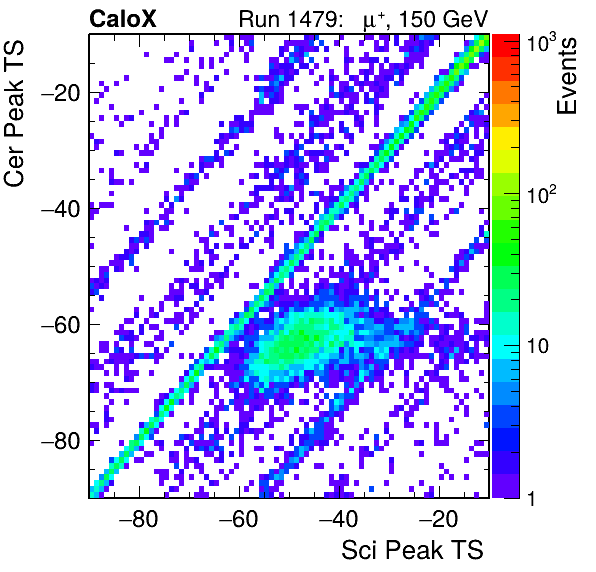 CaloX Run 1479: μ⁺, 150 GeV
Cer Peak TS
−20
−40
−60
−80
−80 −60 −40 −20
Sci Peak TS
10³
10²
10
1
Events